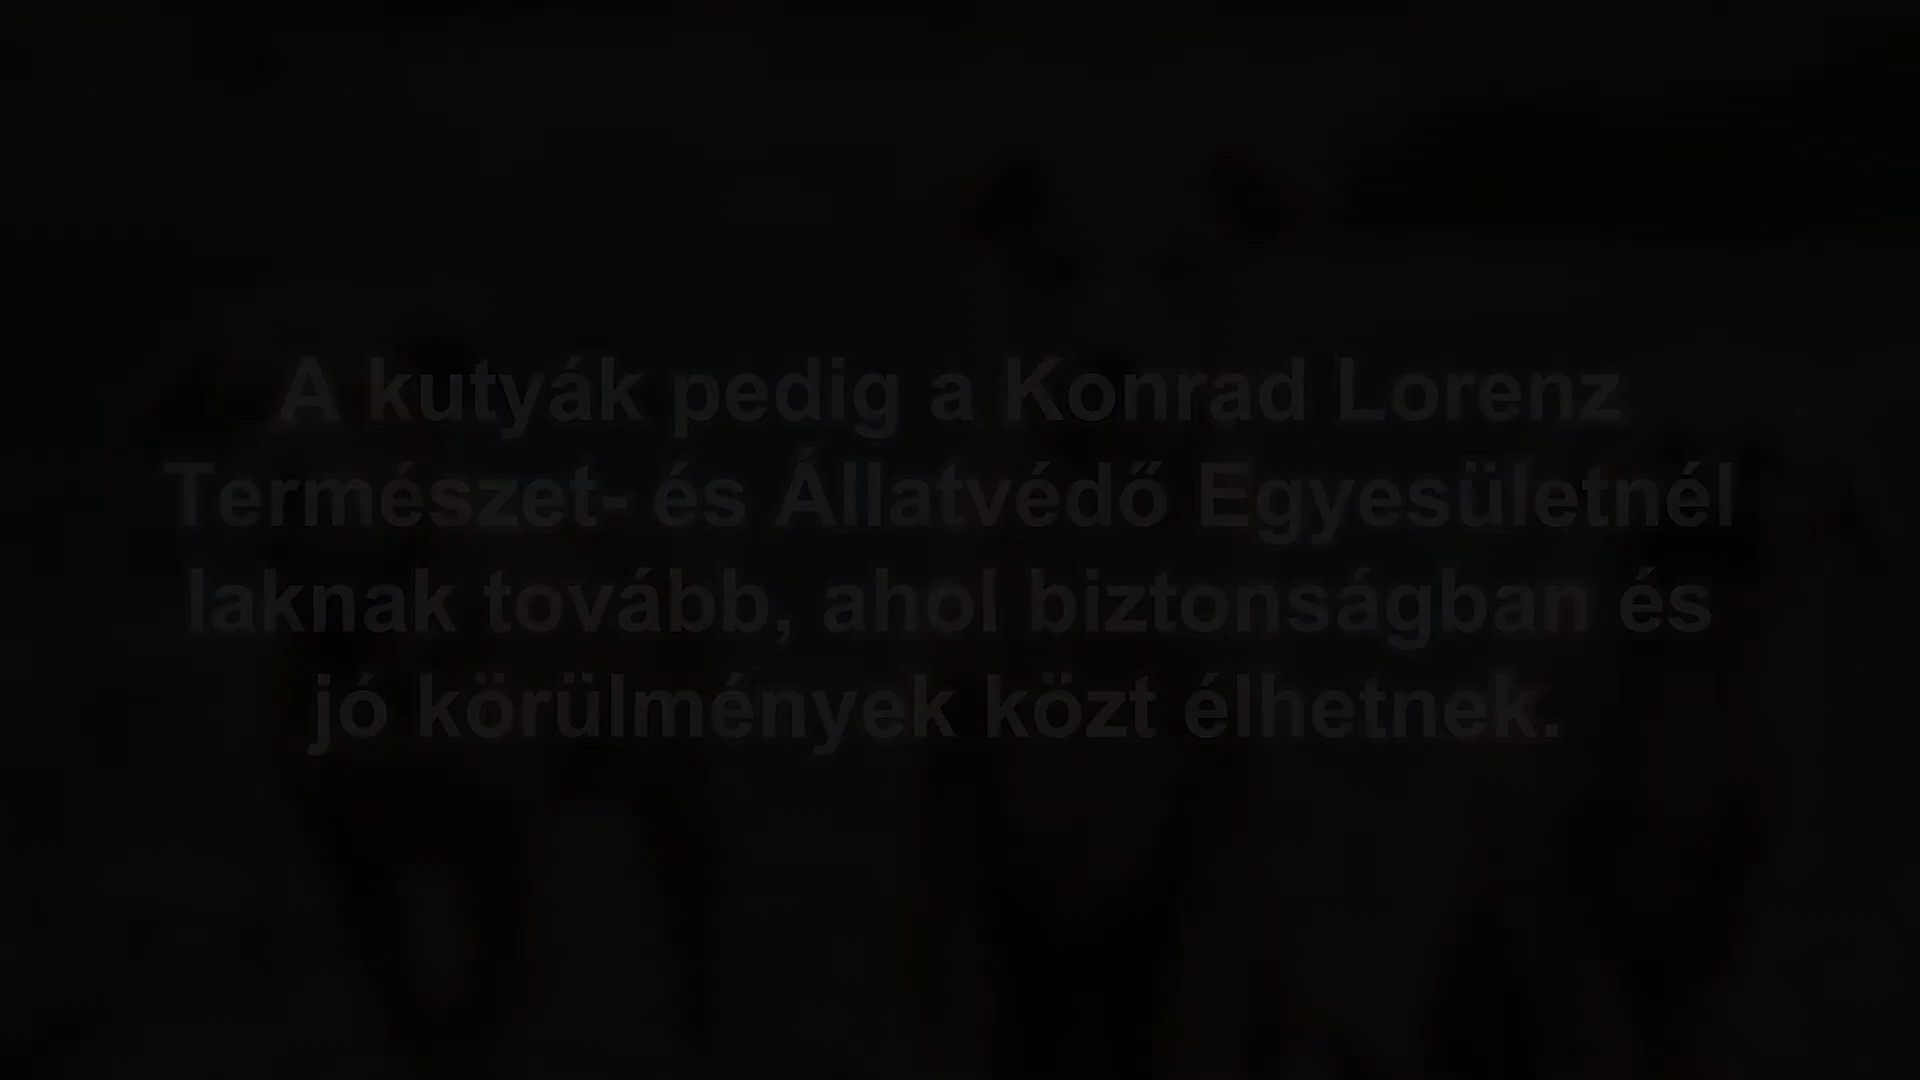 A kutyák pedig a Konrad Lorenz
Természet- és Állatvédő Egyesületnél
laknak tovább, ahol biztonságban és
jó körülmények közt élhetnek.